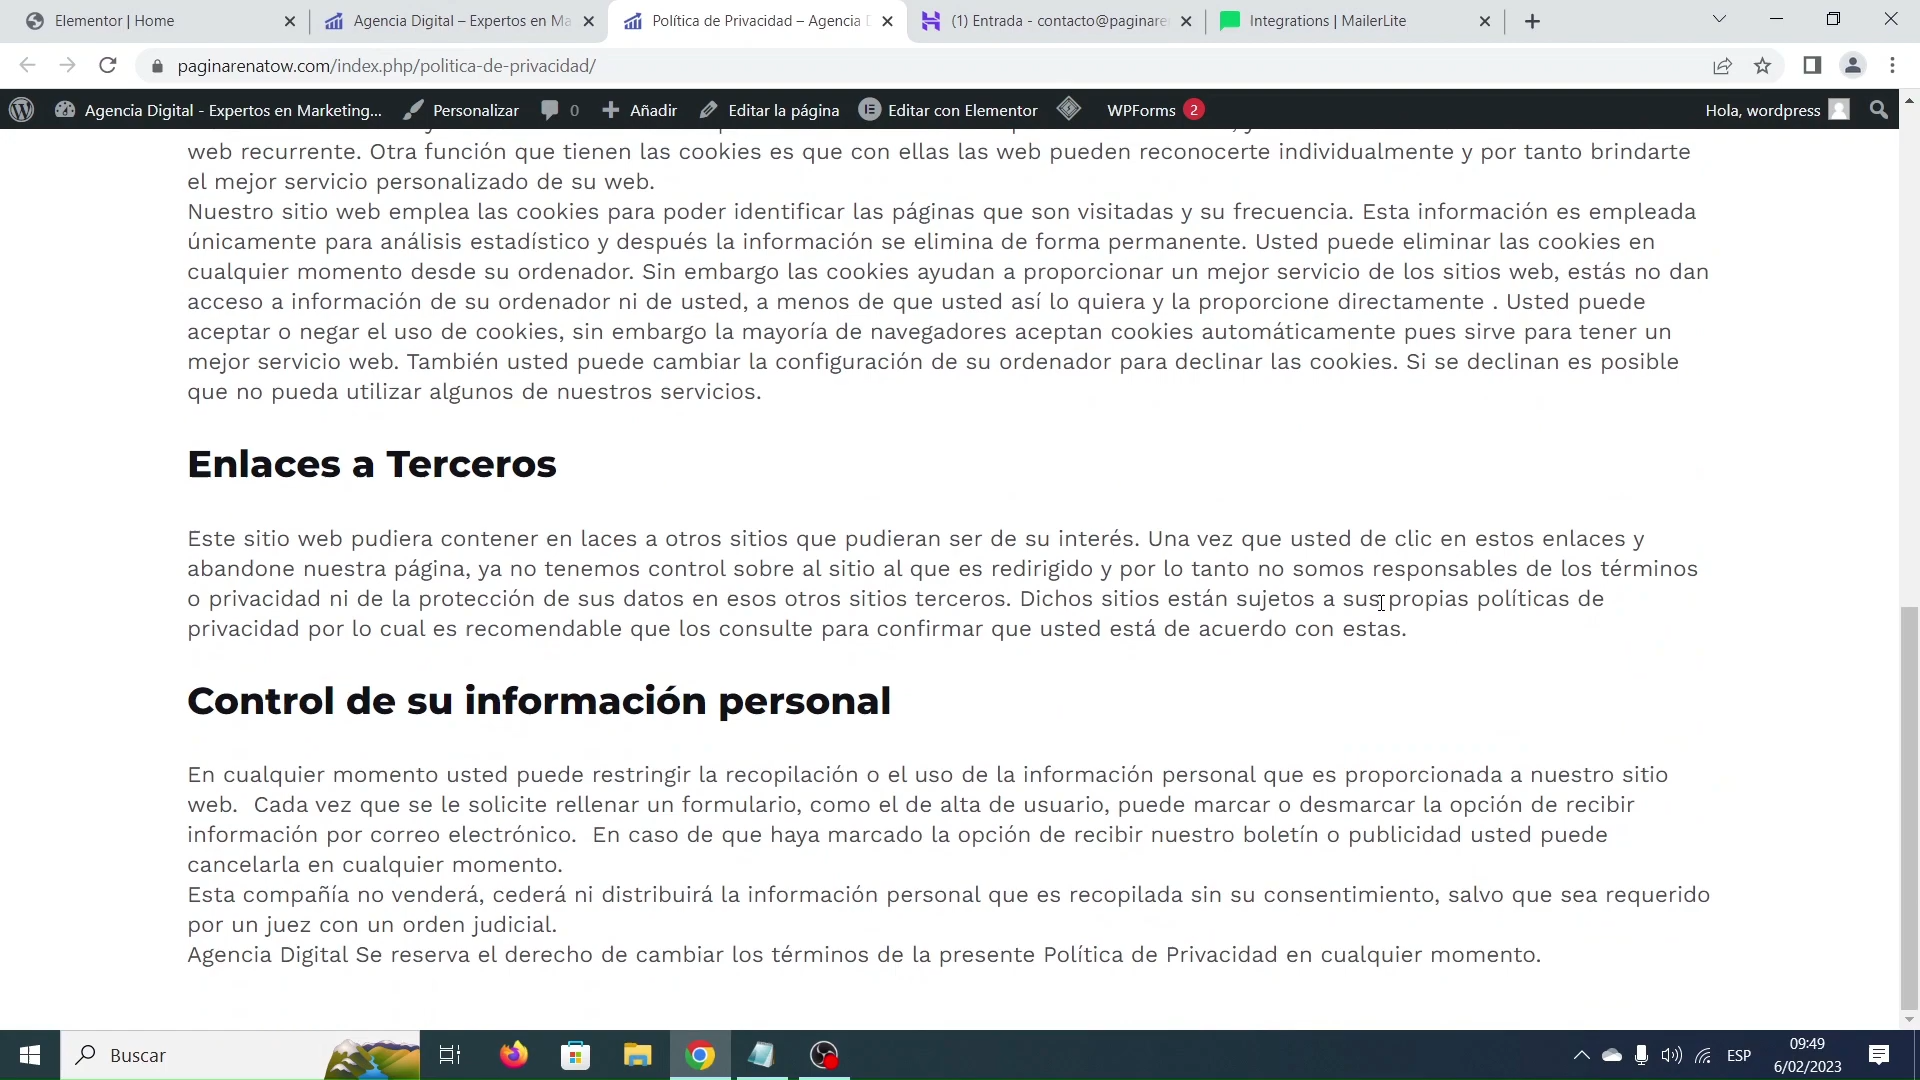 Elementor | Home
Agencia Digital – Expertos en Ma
Política de Privacidad – Agencia D
(1) Entrada - contacto@paginare
Integrations | MailerLite
paginarenatow.com/index.php/politica-de-privacidad/
Agencia Digital - Expertos en Marketing...
Personalizar
0
Añadir
Editar la página
Editar con Elementor
WPForms 2
Hola, wordpress
web recurrente. Otra función que tienen las cookies es que con ellas las web pueden reconocerte individualmente y por tanto brindarte
el mejor servicio personalizado de su web.
Nuestro sitio web emplea las cookies para poder identificar las páginas que son visitadas y su frecuencia. Esta información es empleada
únicamente para análisis estadístico y después la información se elimina de forma permanente. Usted puede eliminar las cookies en
cualquier momento desde su ordenador. Sin embargo las cookies ayudan a proporcionar un mejor servicio de los sitios web, estás no dan
acceso a información de su ordenador ni de usted, a menos de que usted así lo quiera y la proporcione directamente . Usted puede
aceptar o negar el uso de cookies, sin embargo la mayoría de navegadores aceptan cookies automáticamente pues sirve para tener un
mejor servicio web. También usted puede cambiar la configuración de su ordenador para declinar las cookies. Si se declinan es posible
que no pueda utilizar algunos de nuestros servicios.
Enlaces a Terceros
Este sitio web pudiera contener en laces a otros sitios que pudieran ser de su interés. Una vez que usted de clic en estos enlaces y
abandone nuestra página, ya no tenemos control sobre al sitio al que es redirigido y por lo tanto no somos responsables de los términos
o privacidad ni de la protección de sus datos en esos otros sitios terceros. Dichos sitios están sujetos a sus propias políticas de
privacidad por lo cual es recomendable que los consulte para confirmar que usted está de acuerdo con estas.
Control de su información personal
En cualquier momento usted puede restringir la recopilación o el uso de la información personal que es proporcionada a nuestro sitio
web.  Cada vez que se le solicite rellenar un formulario, como el de alta de usuario, puede marcar o desmarcar la opción de recibir
información por correo electrónico.  En caso de que haya marcado la opción de recibir nuestro boletín o publicidad usted puede
cancelarla en cualquier momento.
Esta compañía no venderá, cederá ni distribuirá la información personal que es recopilada sin su consentimiento, salvo que sea requerido
por un juez con un orden judicial.
Agencia Digital Se reserva el derecho de cambiar los términos de la presente Política de Privacidad en cualquier momento.
Buscar
ESP
09:49
6/02/2023